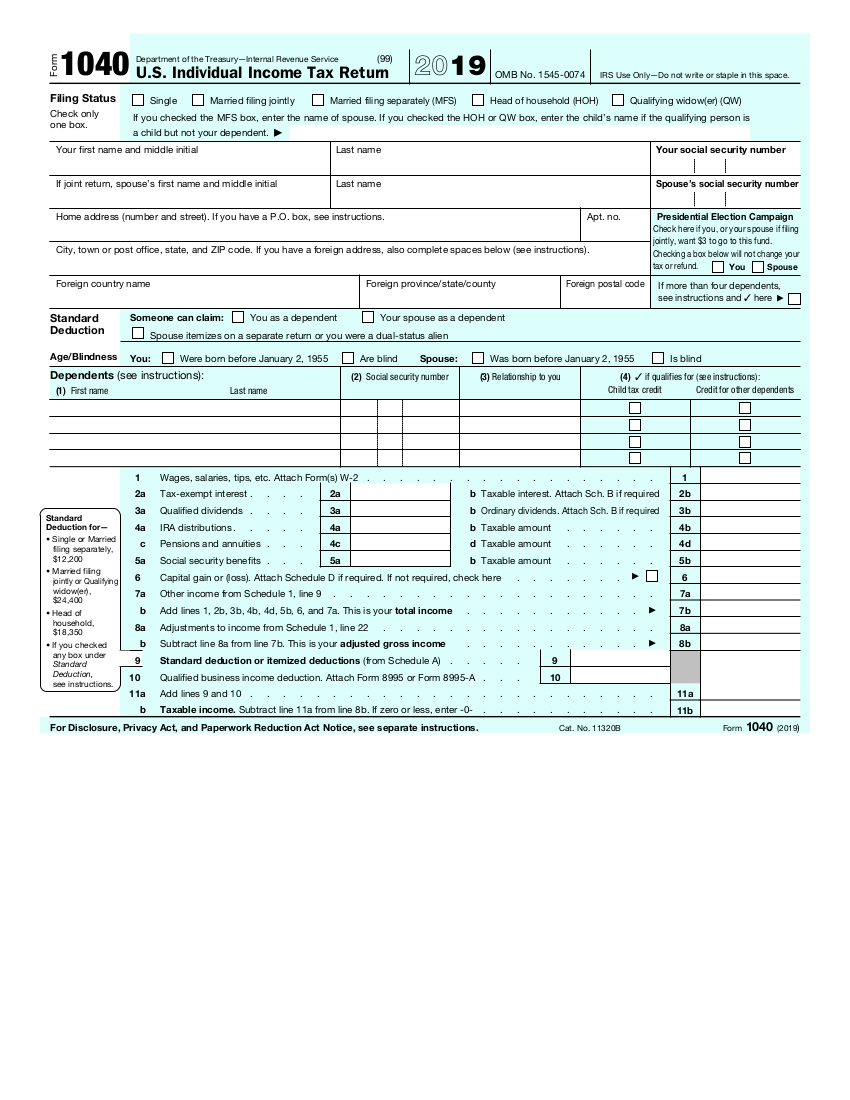 Form 1040 Department of the Treasury—Internal Revenue Service (99)
U.S. Individual Income Tax Return 2019 OMB No. 1545-0074 IRS Use Only—Do not write or staple in this space.
Filing Status
Check only
one box.
Single Married filing jointly Married filing separately (MFS) Head of household (HOH) Qualifying widow(er) (QW)
If you checked the MFS box, enter the name of spouse. If you checked the HOH or QW box, enter the child's name if the qualifying person is
a child but not your dependent. ▶
Your first name and middle initial Last name Your social security number
If joint return, spouse's first name and middle initial Last name Spouse's social security number
Home address (number and street). If you have a P.O. box, see instructions. Apt. no.
City, town or post office, state, and ZIP code. If you have a foreign address, also complete spaces below (see instructions).
Presidential Election Campaign
Check here if you, or your spouse if filing
jointly, want $3 to go to this fund.
Checking a box below will not change your
tax or refund. You Spouse
Foreign country name Foreign province/state/county Foreign postal code
If more than four dependents,
see instructions and ✓ here ▶
Standard
Deduction
Someone can claim: You as a dependent Your spouse as a dependent
Spouse itemizes on a separate return or you were a dual-status alien
Age/Blindness You: Were born before January 2, 1955 Are blind Spouse: Was born before January 2, 1955 Is blind
Dependents (see instructions): (2) Social security number (3) Relationship to you (4) ✓ if qualifies for (see instructions):
(1) First name Last name Child tax credit Credit for other dependents
1 Wages, salaries, tips, etc. Attach Form(s) W-2 . . . . . . . . . . . . . . 1
2a Tax-exempt interest . . . . 2a b Taxable interest. Attach Sch. B if required 2b
3a Qualified dividends . . . . 3a b Ordinary dividends. Attach Sch. B if required 3b
4a IRA distributions . . . . 4a b Taxable amount . . . . . 4b
c Pensions and annuities . . . 4c d Taxable amount . . . . . 4d
5a Social security benefits . . . 5a b Taxable amount . . . . . 5b
6 Capital gain or (loss). Attach Schedule D if required. If not required, check here . . . . . ▶ 6
7a Other income from Schedule 1, line 9 . . . . . . . . . . . . . . . 7a
b Add lines 1, 2b, 3b, 4b, 4d, 5b, 6, and 7a. This is your total income . . . . . . . . ▶ 7b
8a Adjustments to income from Schedule 1, line 22 . . . . . . . . . . . . . 8a
b Subtract line 8a from line 7b. This is your adjusted gross income . . . . . . . . ▶ 8b
9 Standard deduction or itemized deductions (from Schedule A) . . . . . 9
10 Qualified business income deduction. Attach Form 8995 or Form 8995-A . . . 10
11a Add lines 9 and 10 . . . . . . . . . . . . . . . . . . 11a
b Taxable income. Subtract line 11a from line 8b. If zero or less, enter -0- . . . . . . . . 11b
Standard
Deduction for—
• Single or Married
filing separately,
$12,200
• Married filing
jointly or Qualifying
widow(er),
$24,400
• Head of
household,
$18,350
• If you checked
any box under
Standard
Deduction,
see instructions.
For Disclosure, Privacy Act, and Paperwork Reduction Act Notice, see separate instructions. Cat. No. 11320B Form 1040 (2019)